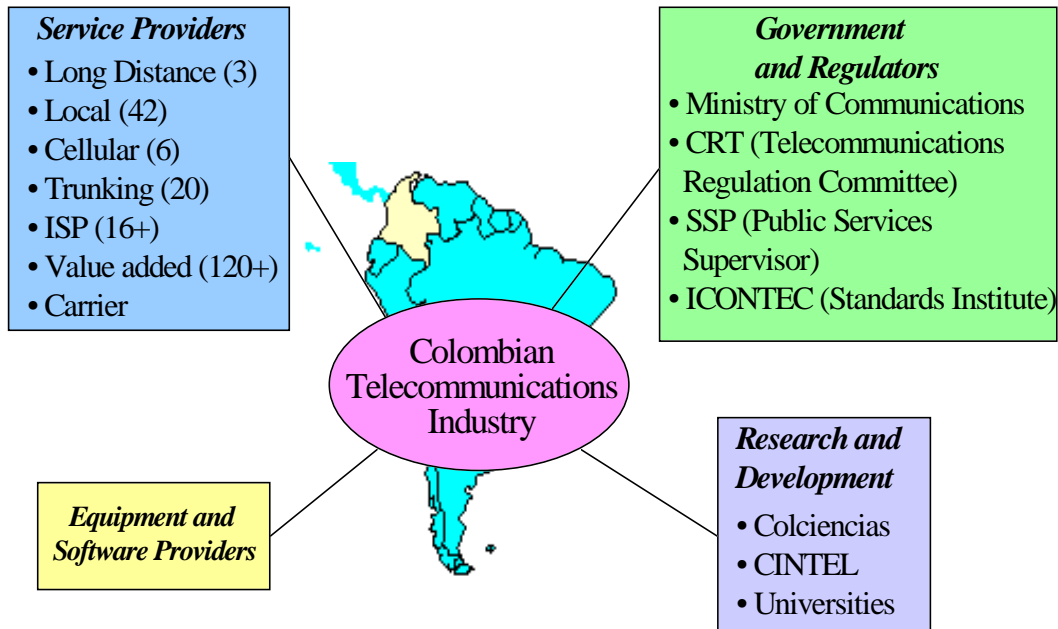 Service Providers
• Long Distance (3)
• Local (42)
• Cellular (6)
• Trunking (20)
• ISP (16+)
• Value added (120+)
• Carrier
Government
and Regulators
• Ministry of Communications
• CRT (Telecommunications
Regulation Committee)
• SSP (Public Services
Supervisor)
• ICONTEC (Standards Institute)
Colombian
Telecommunications
Industry
Equipment and
Software Providers
Research and
Development
• Colciencias
• CINTEL
• Universities